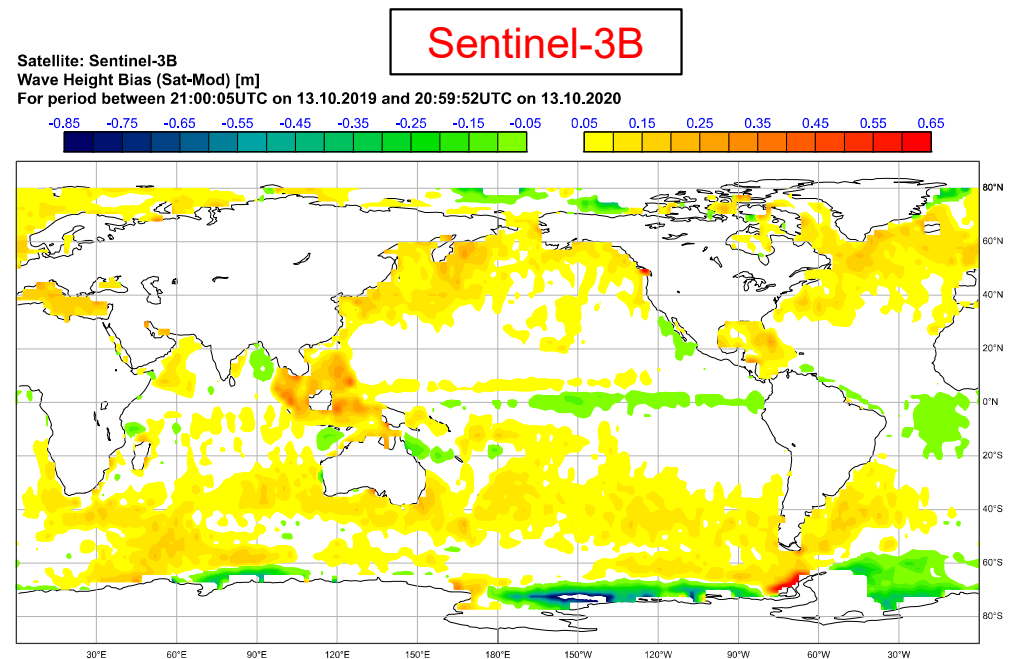 Sentinel-3B
Satellite: Sentinel-3B
Wave Height Bias (Sat-Mod) [m]
For period between 21:00:05UTC on 13.10.2019 and 20:59:52UTC on 13.10.2020
-0.85 -0.75 -0.65 -0.55 -0.45 -0.35 -0.25 -0.15 -0.05 0.05 0.15 0.25 0.35 0.45 0.55 0.65
80°N
60°N
40°N
20°N
0°N
20°S
40°S
60°S
80°S
30°E 60°E 90°E 120°E 150°E 180°E 150°W 120°W 90°W 60°W 30°W